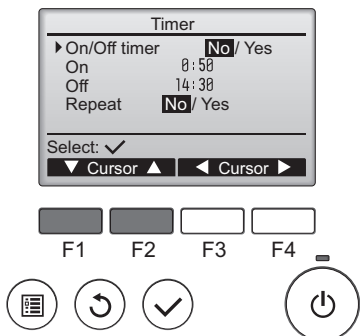 Timer
On/Off timer No / Yes
On 0:50
Off 14:30
Repeat No / Yes
Select: ✓
▼ Cursor ▲ ◀ Cursor ▶
F1 F2 F3 F4